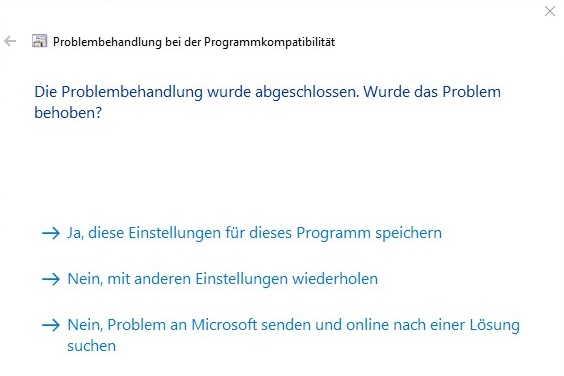 Problembehandlung bei der Programmkompatibilität
Die Problembehandlung wurde abgeschlossen. Wurde das Problem
behoben?
Ja, diese Einstellungen für dieses Programm speichern
Nein, mit anderen Einstellungen wiederholen
Nein, Problem an Microsoft senden und online nach einer Lösung
suchen